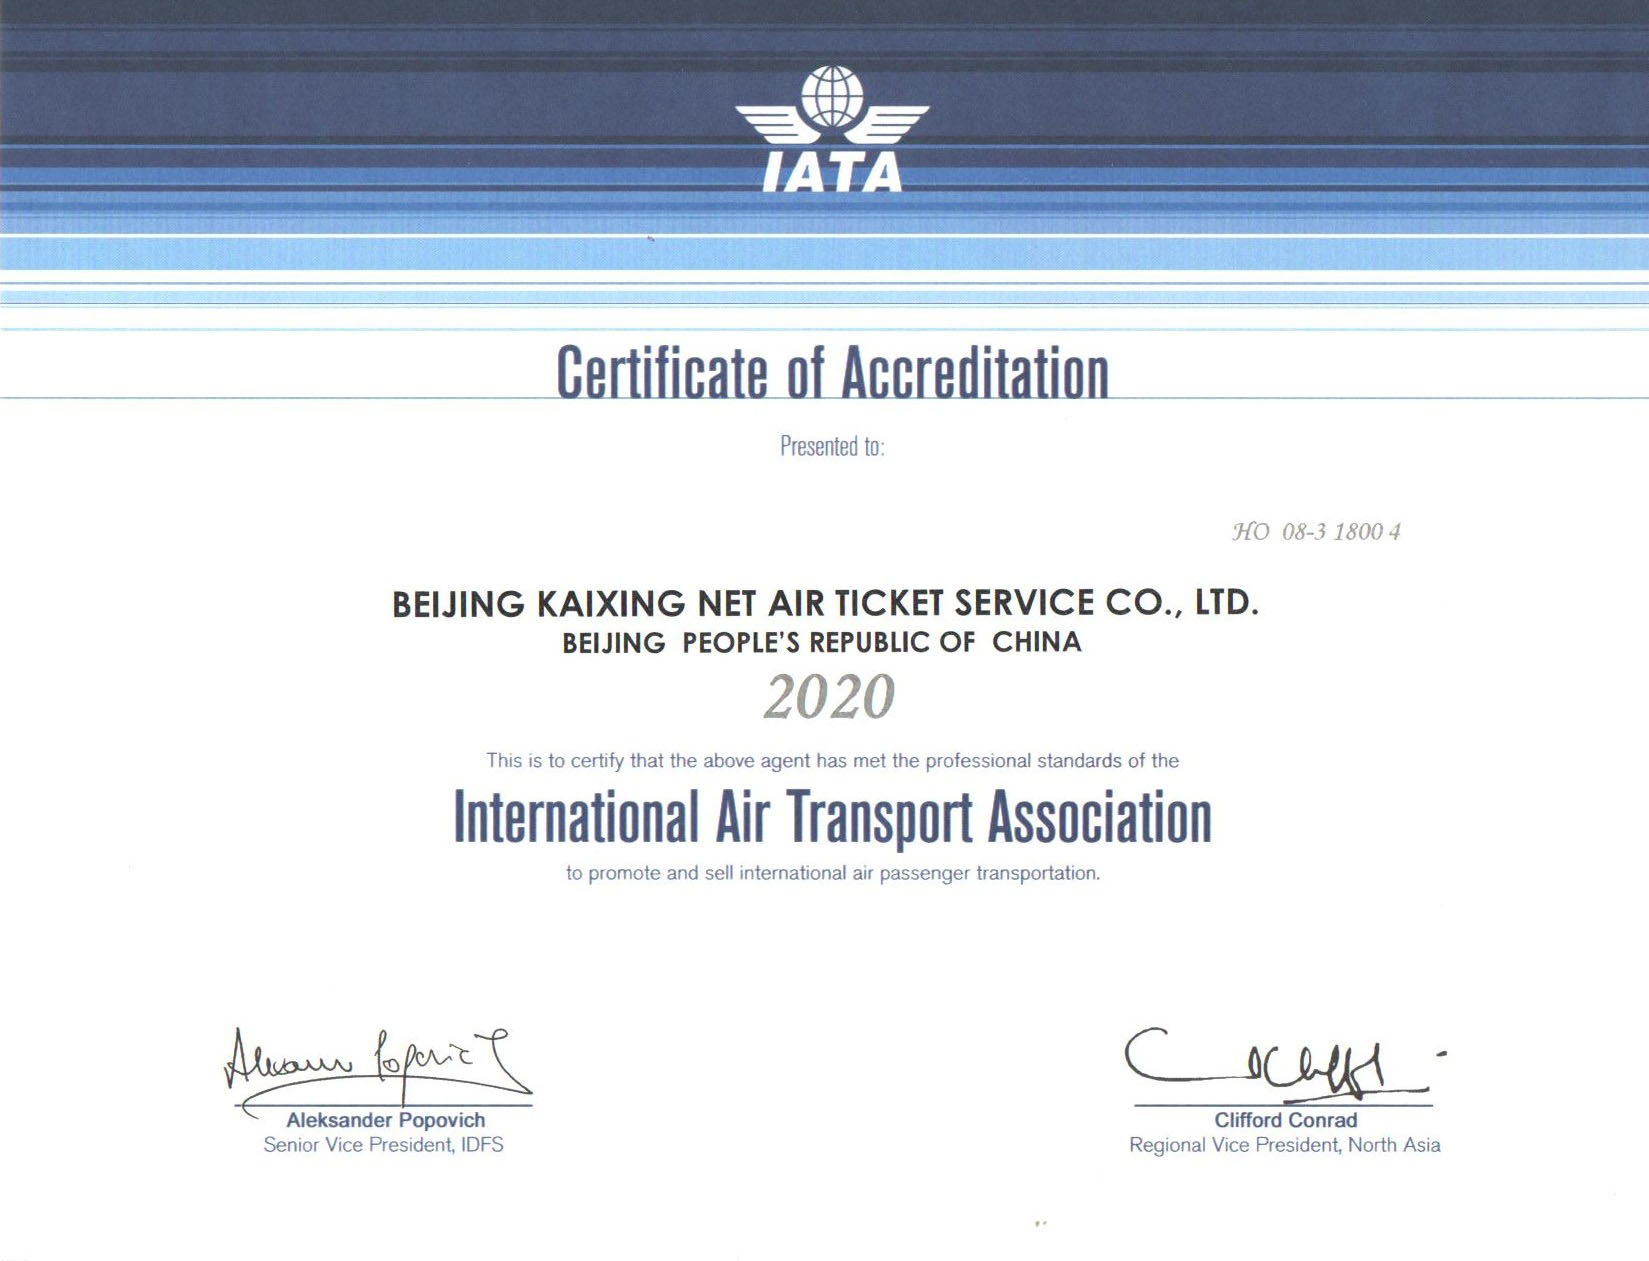 IATA
Certificate of Accreditation
Presented to:
HO 08-3 1800 4
BEIJING KAIXING NET AIR TICKET SERVICE CO., LTD.
BEIJING PEOPLE'S REPUBLIC OF CHINA
2020
This is to certify that the above agent has met the professional standards of the
International Air Transport Association
to promote and sell international air passenger transportation.
Aleksander Popovich
Senior Vice President, IDFS
Clifford Conrad
Regional Vice President, North Asia